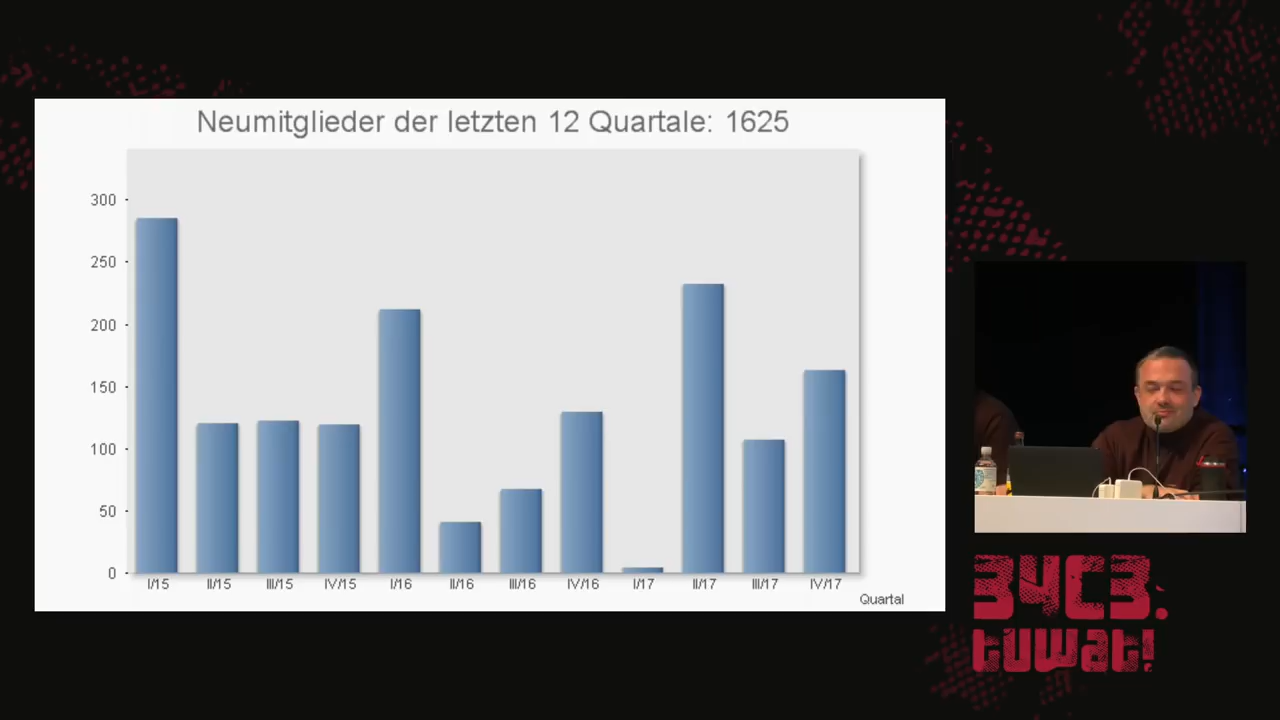 Neumitglieder der letzten 12 Quartale: 1625
300
250
200
150
100
50
0
I/15 II/15 III/15 IV/15 I/16 II/16 III/16 IV/16 I/17 II/17 III/17 IV/17
Quartal
34C3.
tuwat!